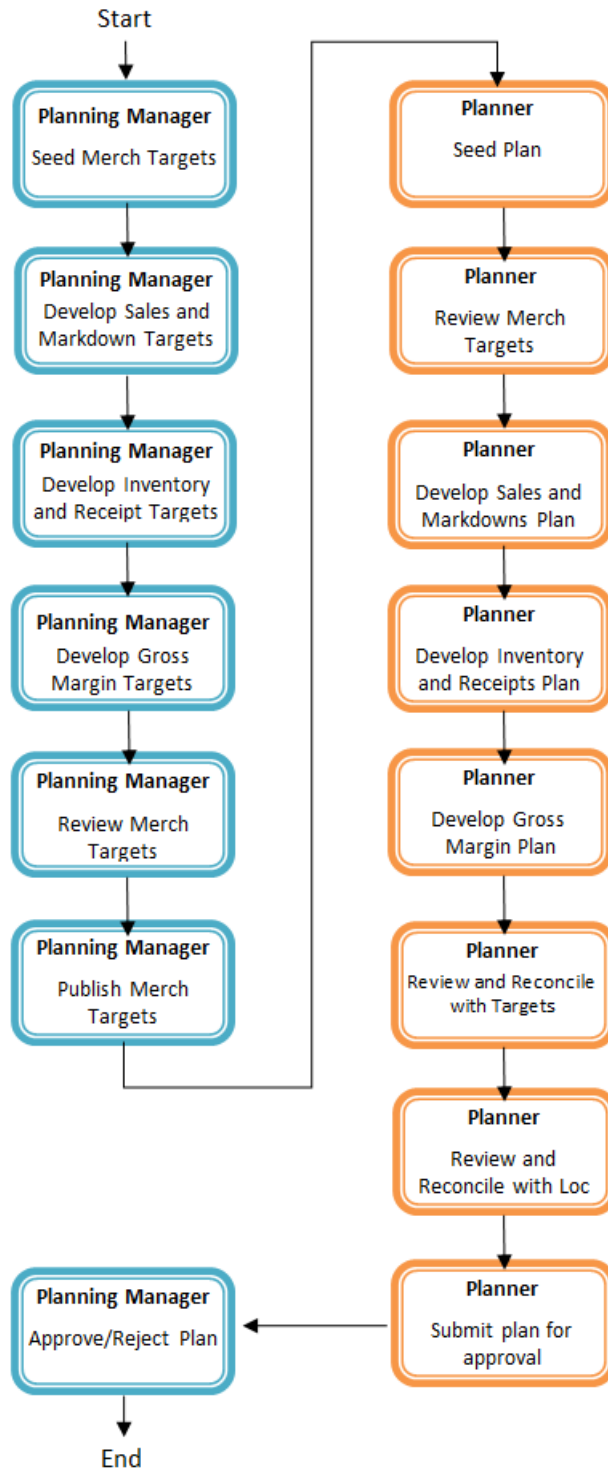 Start
Planning Manager
Seed Merch Targets
Planning Manager
Develop Sales and
Markdown Targets
Planning Manager
Develop Inventory
and Receipt Targets
Planning Manager
Develop Gross
Margin Targets
Planning Manager
Review Merch
Targets
Planning Manager
Publish Merch
Targets
Planner
Seed Plan
Planner
Review Merch
Targets
Planner
Develop Sales and
Markdowns Plan
Planner
Develop Inventory
and Receipts Plan
Planner
Develop Gross
Margin Plan
Planner
Review and Reconcile
with Targets
Planner
Review and
Reconcile with Loc
Planner
Submit plan for
approval
Planning Manager
Approve/Reject Plan
End